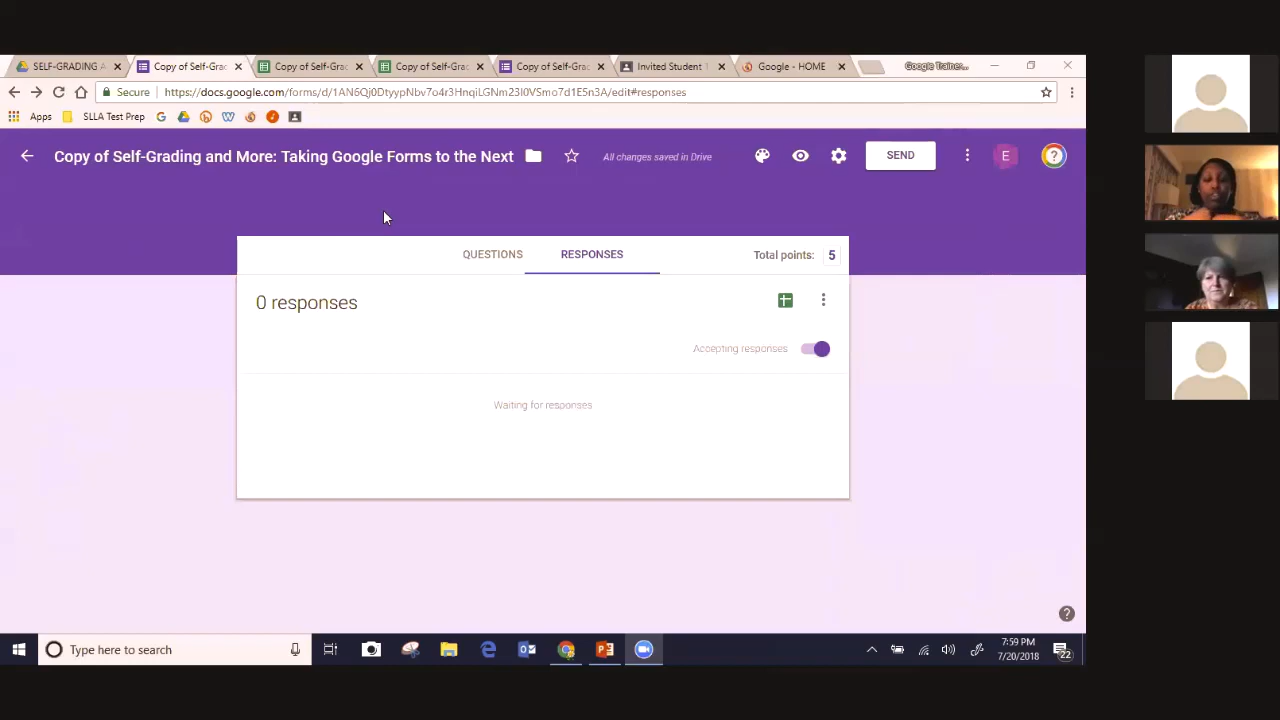 SELF-GRADING A
Copy of Self-Grad
Copy of Self-Grad
Copy of Self-Grad
Copy of Self-Grad
Invited Student T
Google - HOME
Google Trainer...
Secure
https://docs.google.com/forms/d/1AN6Qj0DtyypNbv7o4r3HnqiLGNm23I0VSmo7d1E5n3A/edit#responses
Apps
SLLA Test Prep
Copy of Self-Grading and More: Taking Google Forms to the Next
All changes saved in Drive
SEND
E
QUESTIONS
RESPONSES
Total points: 5
0 responses
Accepting responses
Waiting for responses
Type here to search
7:59 PM
7/20/2018
22